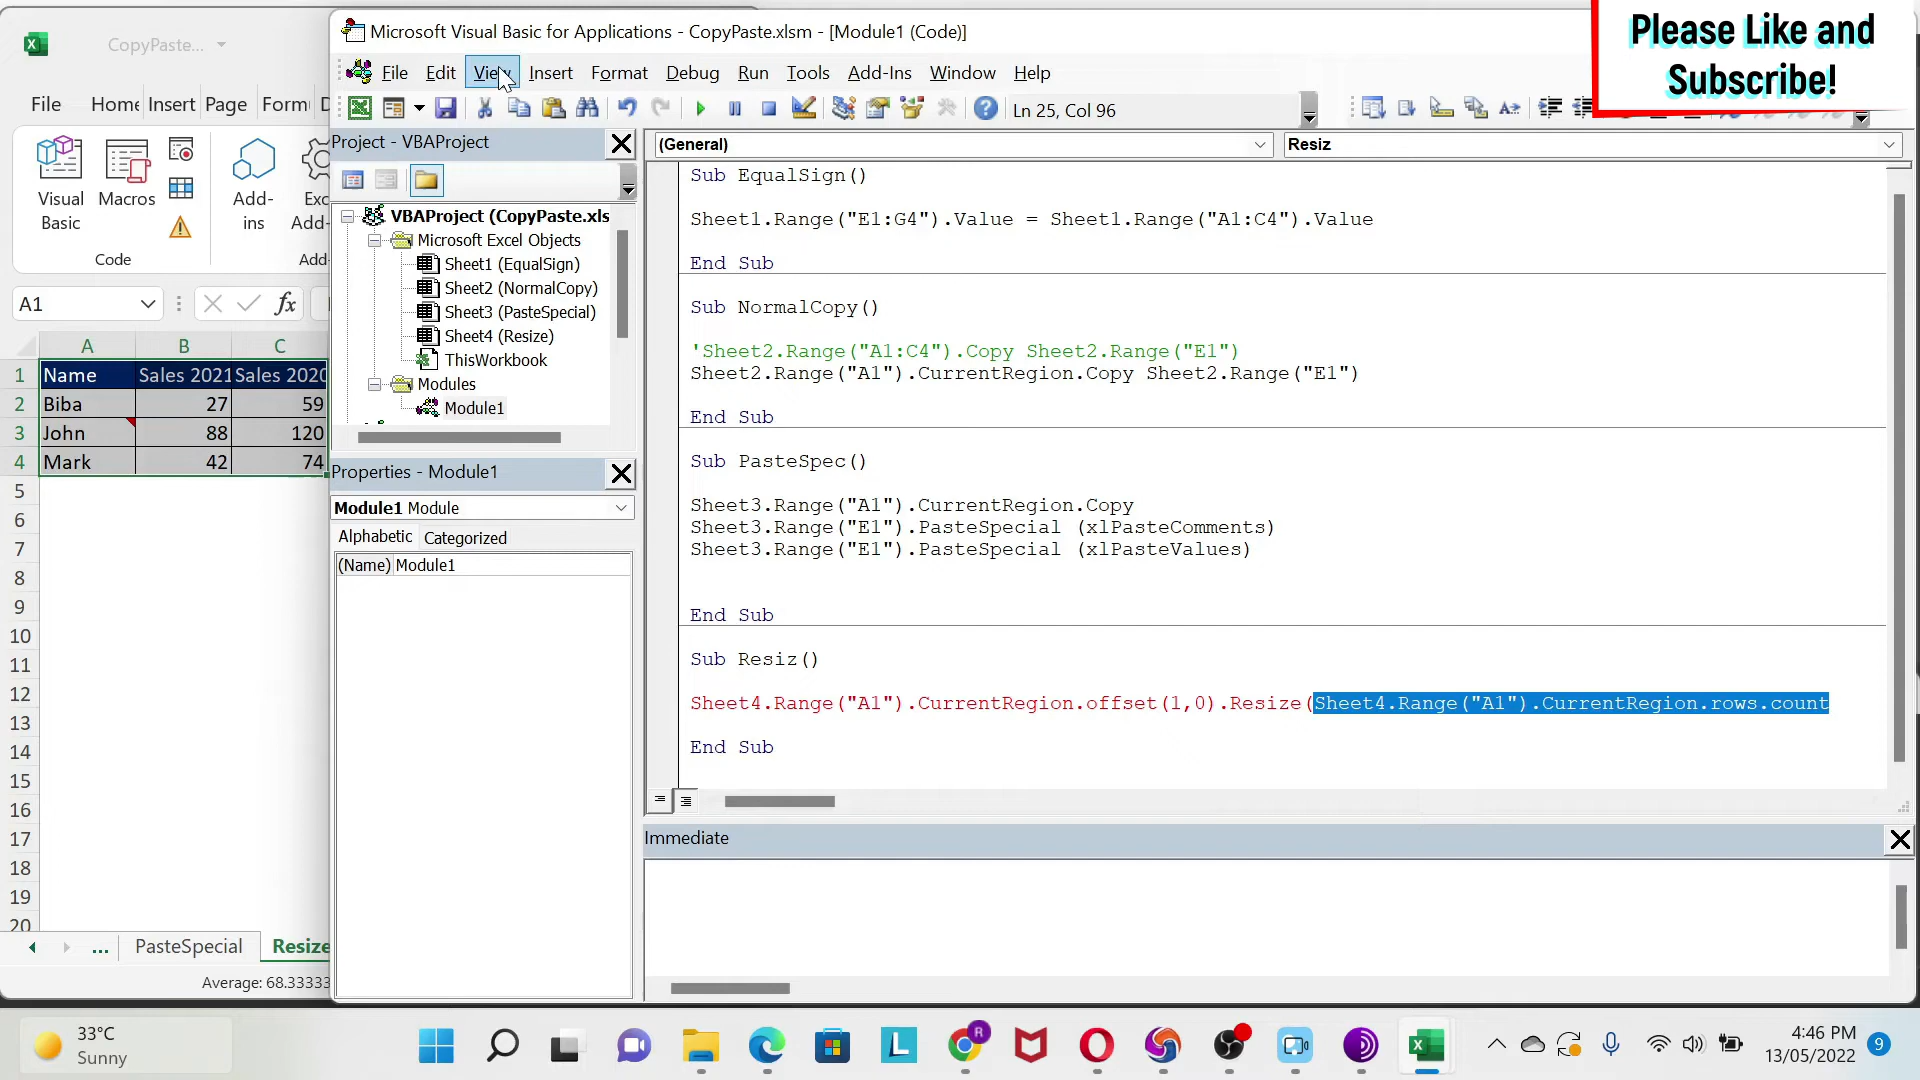 Please Like and
Subscribe!
CopyPaste...
Microsoft Visual Basic for Applications - CopyPaste.xlsm - [Module1 (Code)]
File Edit View Insert Format Debug Run Tools Add-Ins Window Help
Ln 25, Col 96
File Home Insert Page Form
Visual Basic
Macros
Add-ins
Code
A1
fx
A B C
1 Name Sales 2021 Sales 2020
2 Biba 27 59
3 John 88 120
4 Mark 42 74
5
6
7
8
9
10
11
12
13
14
15
16
17
18
19
20
... PasteSpecial Resize
Average: 68.33333
Project - VBAProject
VBAProject (CopyPaste.xls
Microsoft Excel Objects
Sheet1 (EqualSign)
Sheet2 (NormalCopy)
Sheet3 (PasteSpecial)
Sheet4 (Resize)
ThisWorkbook
Modules
Module1
Properties - Module1
Module1 Module
Alphabetic Categorized
(Name) Module1
(General) Resiz
Sub EqualSign()
Sheet1.Range("E1:G4").Value = Sheet1.Range("A1:C4").Value
End Sub
Sub NormalCopy()
'Sheet2.Range("A1:C4").Copy Sheet2.Range("E1")
Sheet2.Range("A1").CurrentRegion.Copy Sheet2.Range("E1")
End Sub
Sub PasteSpec()
Sheet3.Range("A1").CurrentRegion.Copy
Sheet3.Range("E1").PasteSpecial (xlPasteComments)
Sheet3.Range("E1").PasteSpecial (xlPasteValues)
End Sub
Sub Resiz()
Sheet4.Range("A1").CurrentRegion.offset(1,0).Resize(Sheet4.Range("A1").CurrentRegion.rows.count
End Sub
Immediate
33°C
Sunny
4:46 PM
13/05/2022
9